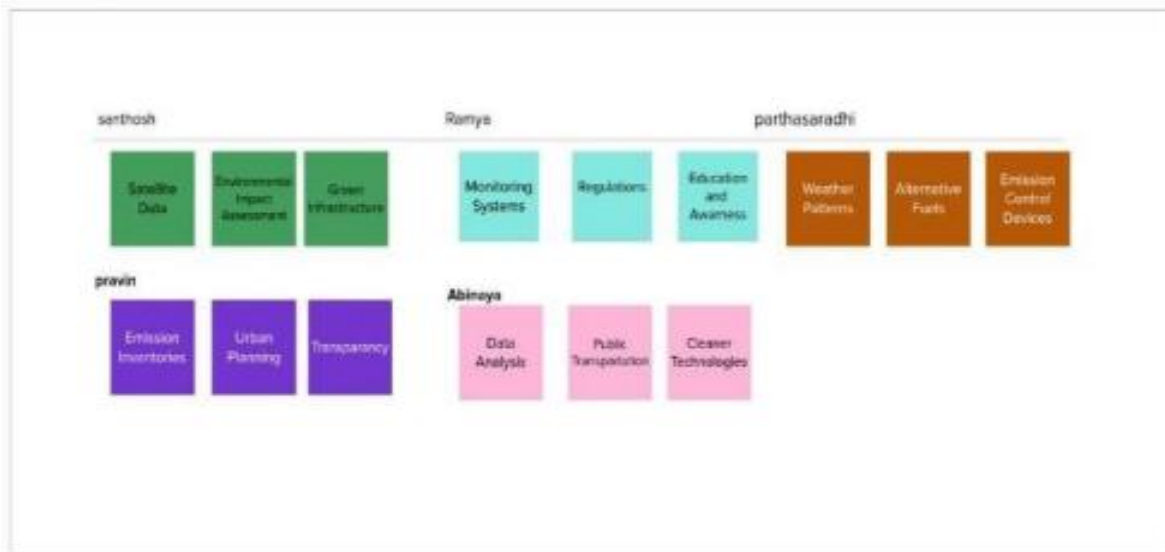 santhosh
Ramya
parthasaradhi
Satellite
Data
Environmental
Impact
Assessment
Green
Infrastructure
Monitoring
Systems
Regulations
Education
and
Awarness
Weather
Patterns
Alternative
Fuels
Emission
Control
Devices
pravin
Abinaya
Emission
Inventories
Urban
Planning
Transparency
Data
Analysis
Public
Transportation
Cleaner
Technologies